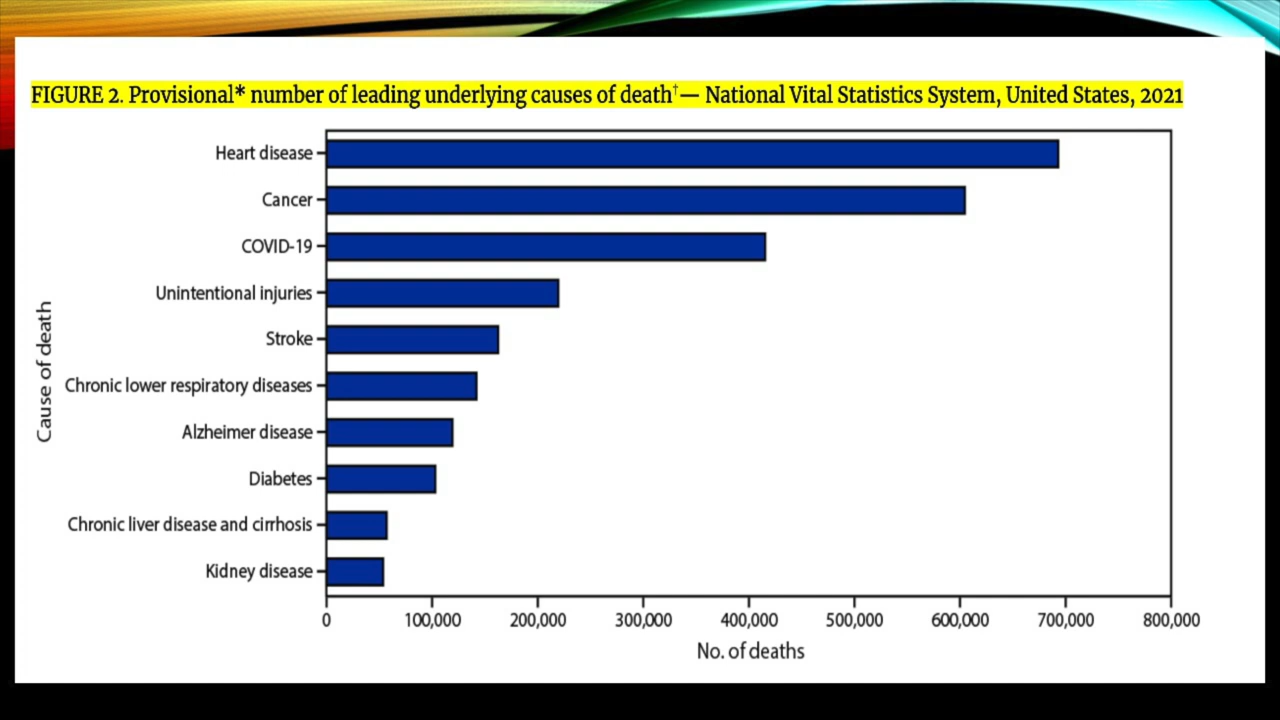 FIGURE 2. Provisional* number of leading underlying causes of death†— National Vital Statistics System, United States, 2021
Cause of death
Heart disease
Cancer
COVID-19
Unintentional injuries
Stroke
Chronic lower respiratory diseases
Alzheimer disease
Diabetes
Chronic liver disease and cirrhosis
Kidney disease
0 100,000 200,000 300,000 400,000 500,000 600,000 700,000 800,000
No. of deaths